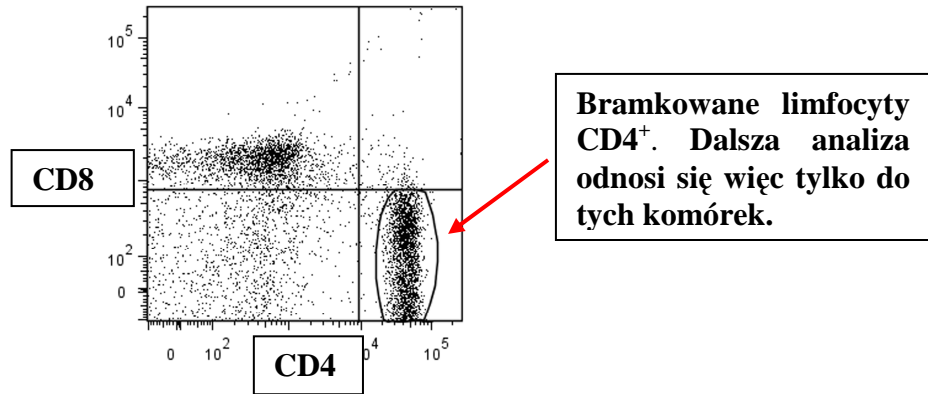 10^5
10^4
CD8
10^2
0
0
10^2
CD4
10^4
10^5
Bramkowane limfocyty
CD4^+. Dalsza analiza
odnosi się więc tylko do
tych komórek.